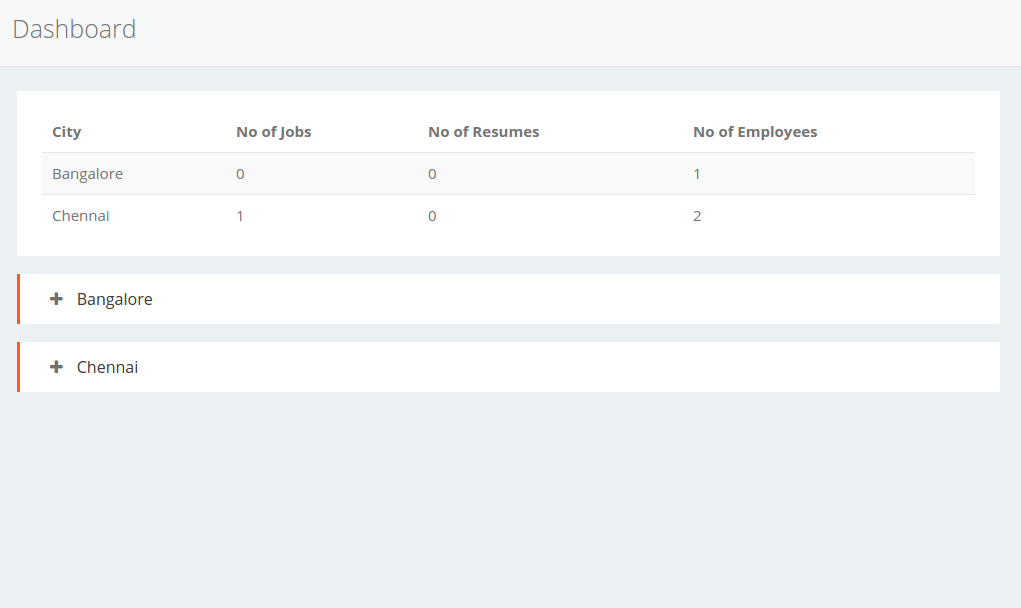 Dashboard
City No of Jobs No of Resumes No of Employees
Bangalore 0 0 1
Chennai 1 0 2
Bangalore
Chennai